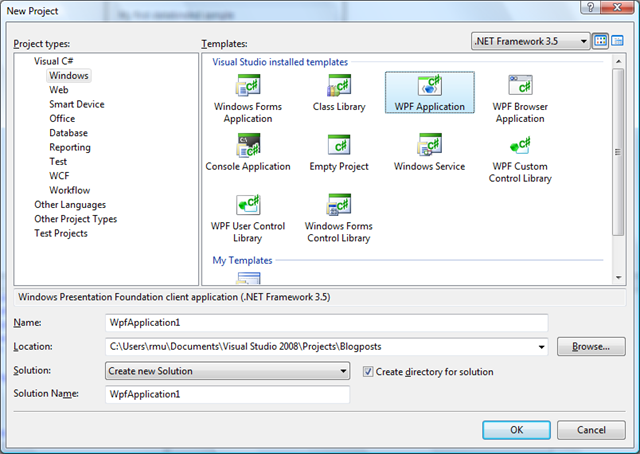 New Project
Project types:
Templates:
.NET Framework 3.5
Visual C#
Windows
Web
Smart Device
Office
Database
Reporting
Test
WCF
Workflow
Other Languages
Other Project Types
Test Projects
Visual Studio installed templates
Windows Forms Application
Class Library
WPF Application
WPF Browser Application
Console Application
Empty Project
Windows Service
WPF Custom Control Library
WPF User Control Library
Windows Forms Control Library
My Templates
Windows Presentation Foundation client application (.NET Framework 3.5)
Name:
WpfApplication1
Location:
C:\Users\rmu\Documents\Visual Studio 2008\Projects\Blogposts
Browse...
Solution:
Create new Solution
Create directory for solution
Solution Name:
WpfApplication1
OK
Cancel